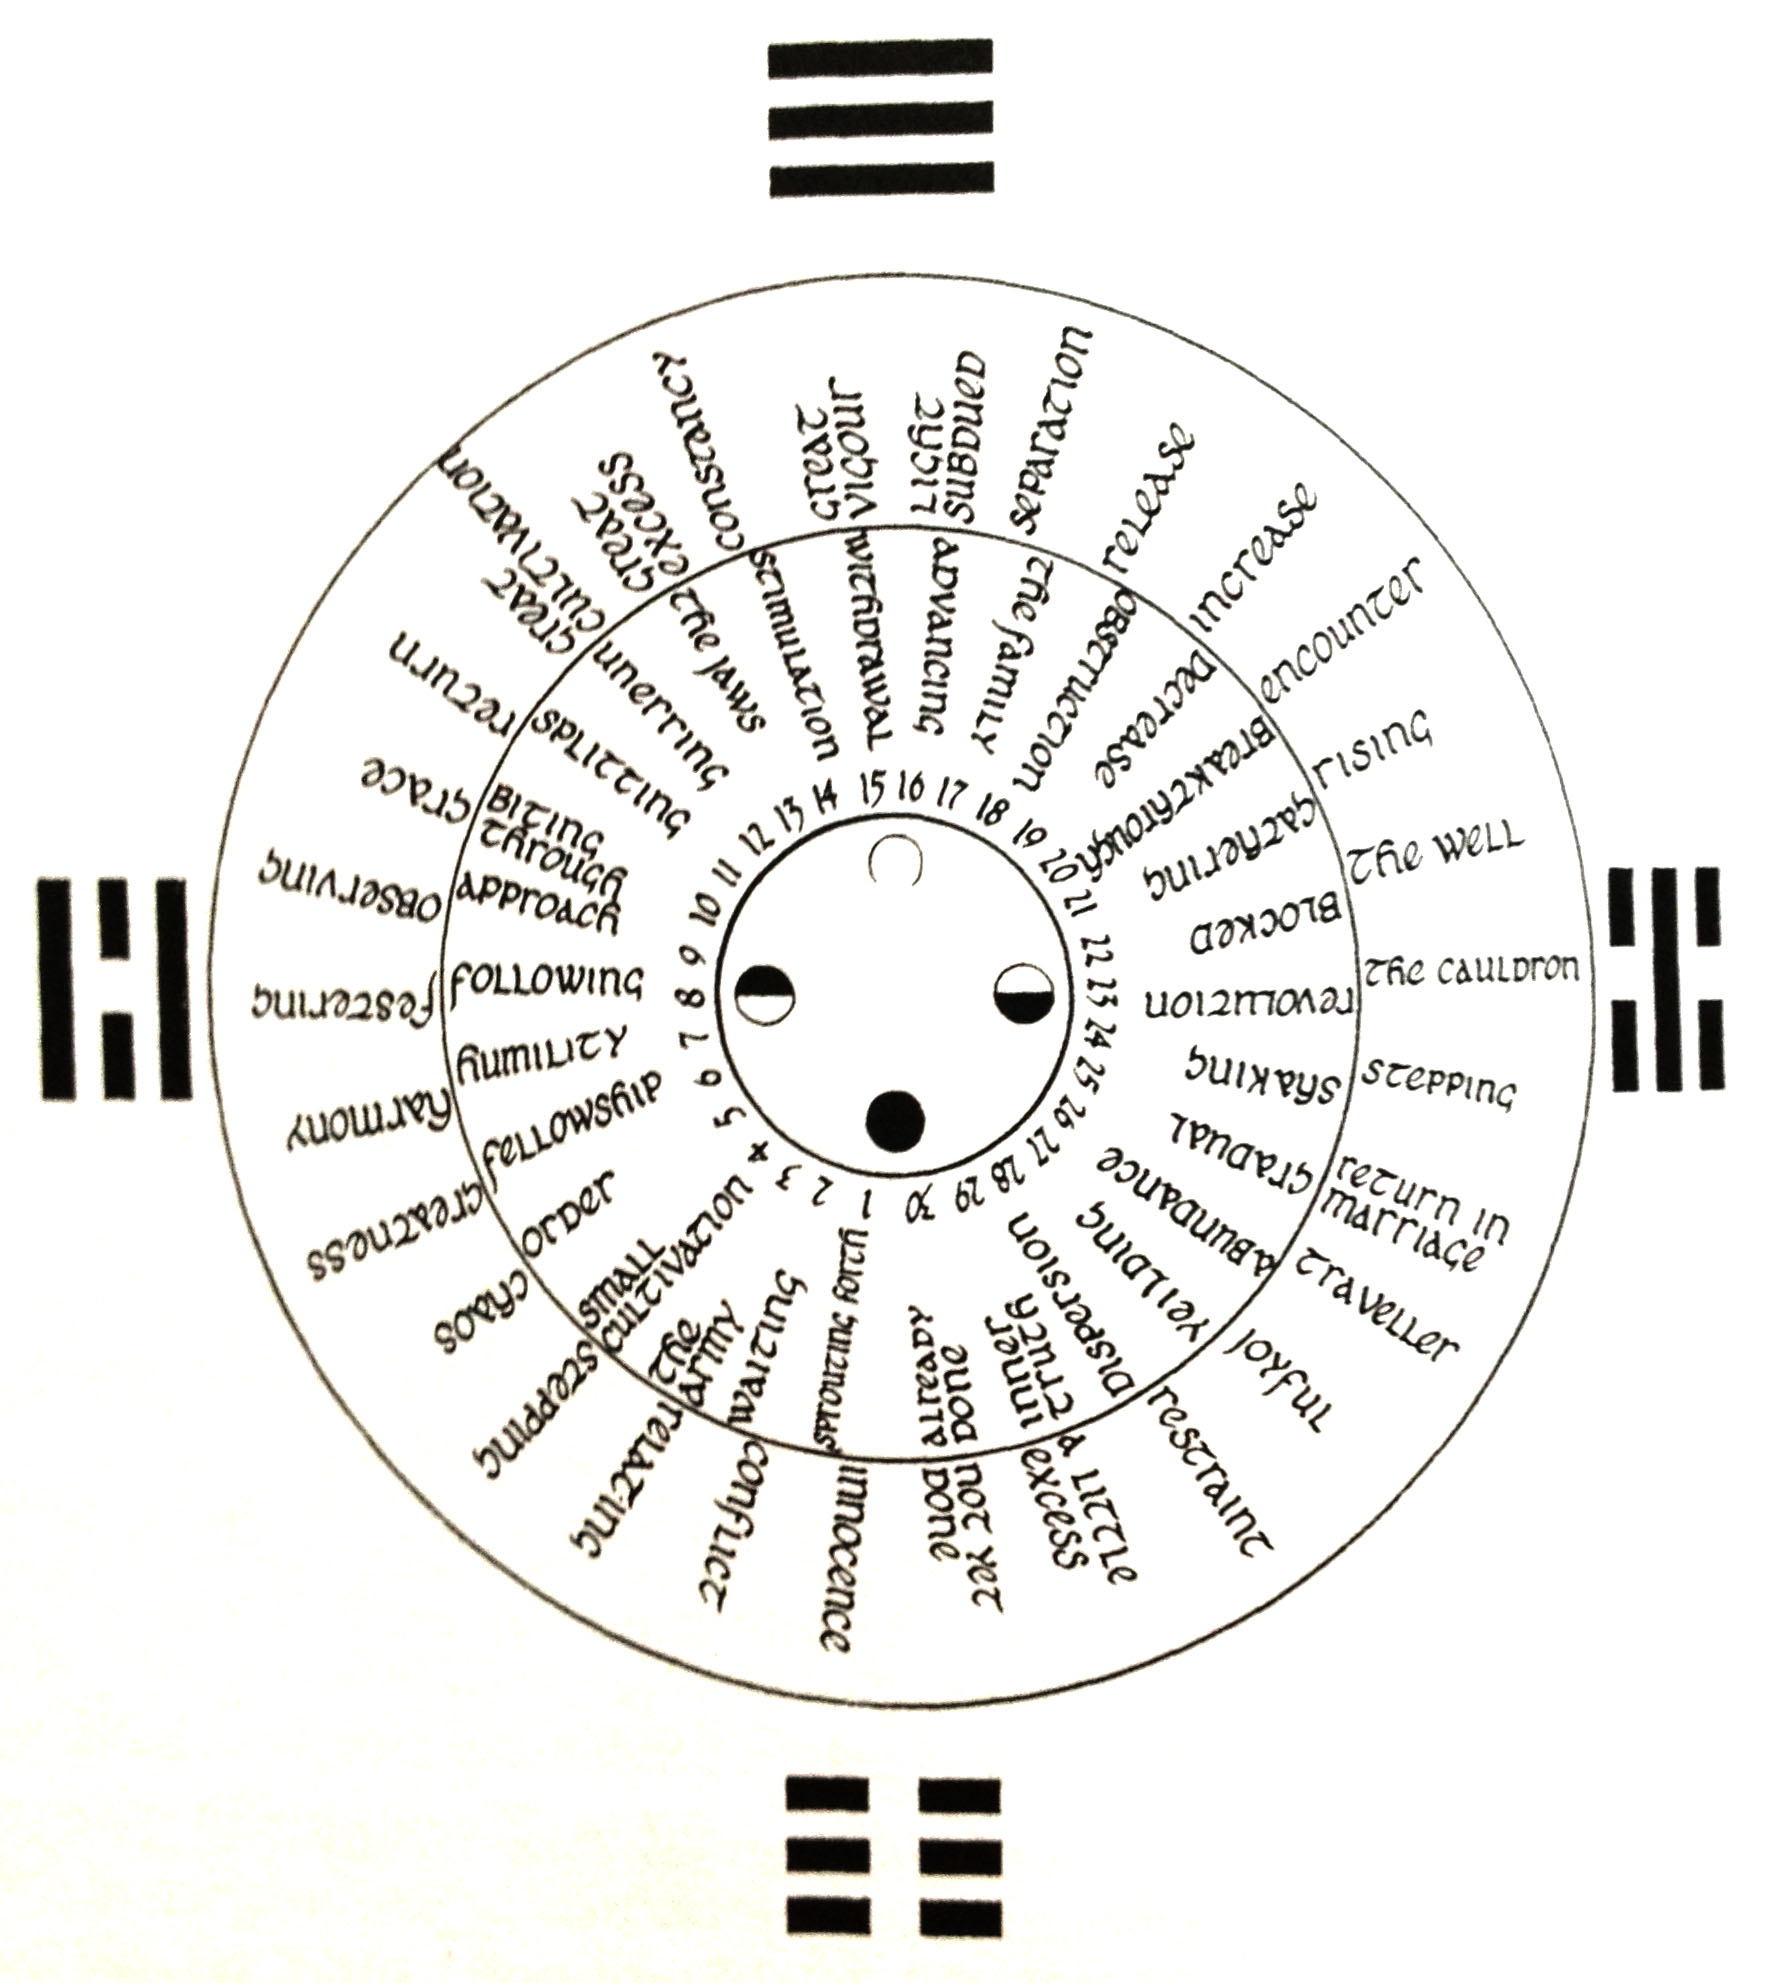 1
2
3
4
5
6
7
8
9
10
11
12
13
14
15
16
17
18
19
20
21
22
23
24
25
26
27
28
29
30
sprouting forth
innocence
waiting
conflict
the
army
relating
small
cultivation
stepping
order
chaos
fellowship
greatness
humility
harmony
following
festering
approach
observing
Biting
through
grace
splitting
return
unerring
great
cultivation
the jaws
great
excess
stimulation
constancy
withdrawal
great
vigour
Advancing
light
subdued
the family
separation
obstruction
release
Decrease
increase
Breakthrough
encounter
gathering
rising
Blocked
the well
revolution
the cauldron
shaking
stepping
gradual
return in
marriage
abundance
traveller
yeilding
joyful
Dispersion
restraint
inner
truth
a little
excess
already
Done
not yet
Done